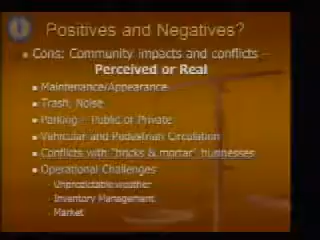 Positives and Negatives?
Cons: Community impacts and conflicts –
Perceived or Real
Maintenance/Appearance
Trash, Noise
Parking – Public or Private
Vehicular and Pedestrian Circulation
Conflicts with "bricks & mortar" businesses
Operational Challenges
- Unpredictable weather
- Inventory Management
- Market